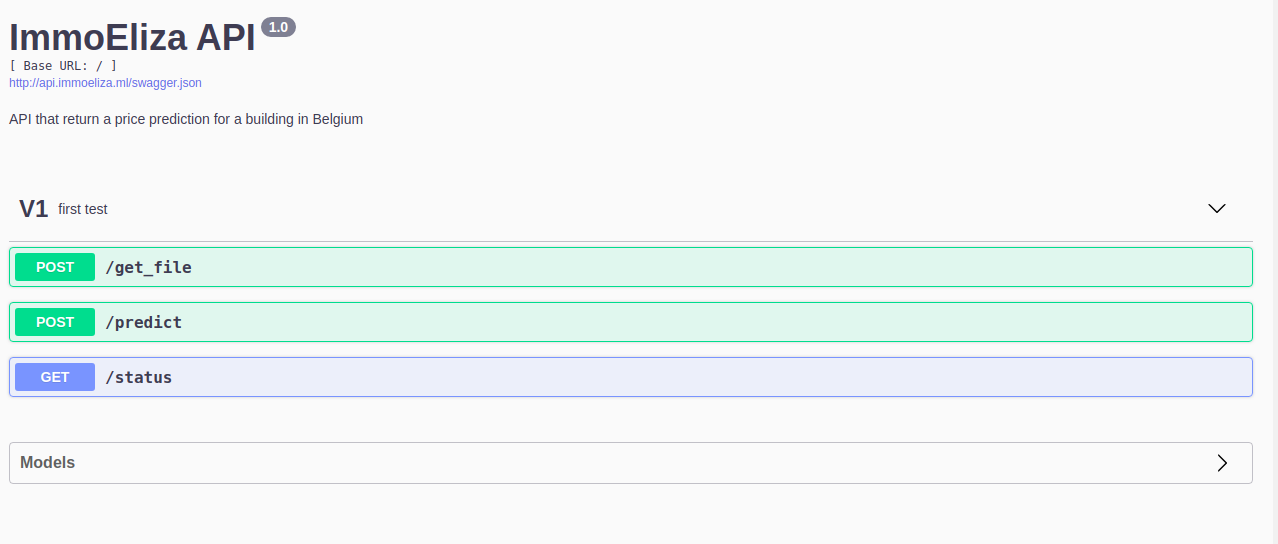 ImmoEliza API 1.0
[ Base URL: / ]
http://api.immoeliza.ml/swagger.json
API that return a price prediction for a building in Belgium
V1 first test
POST /get_file
POST /predict
GET /status
Models